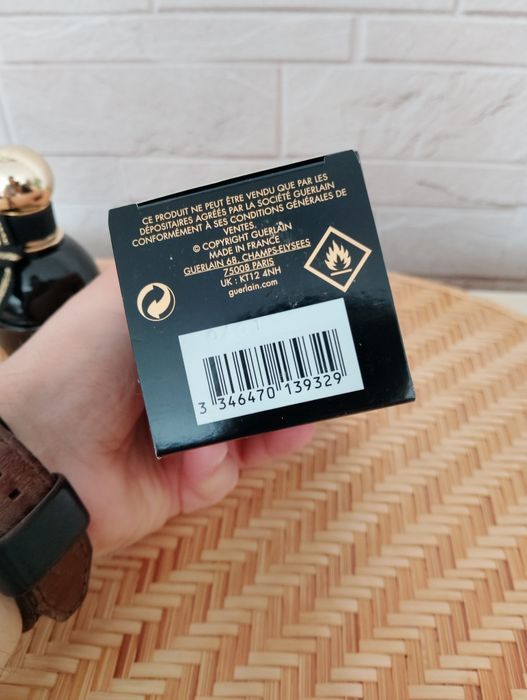 CE PRODUIT NE PEUT ÊTRE VENDU QUE PAR LES
DÉPOSITAIRES AGRÉÉS PAR LA SOCIÉTÉ GUERLAIN
CONFORMÉMENT À SES CONDITIONS GÉNÉRALES DE
VENTES.
© COPYRIGHT GUERLAIN
MADE IN FRANCE
GUERLAIN 68, CHAMPS-ELYSEES
75008 PARIS
UK : KT12 4NH
guerlain.com
3 346470 139329